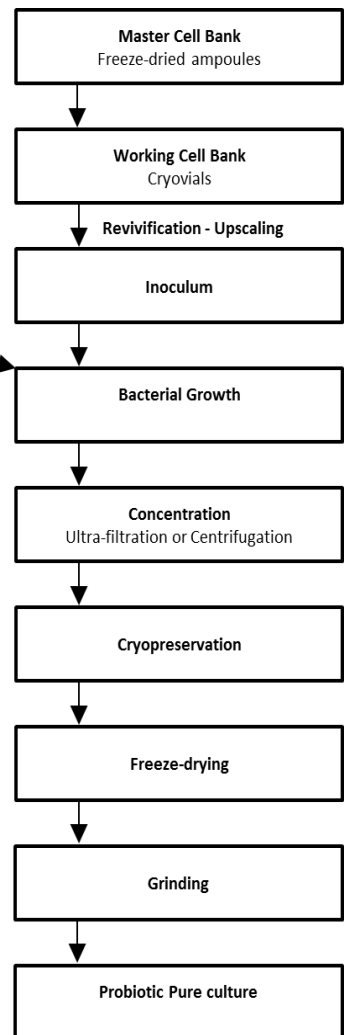 Master Cell Bank
Freeze-dried ampoules
Working Cell Bank
Cryovials
Revivification - Upscaling
Inoculum
Bacterial Growth
Concentration
Ultra-filtration or Centrifugation
Cryopreservation
Freeze-drying
Grinding
Probiotic Pure culture